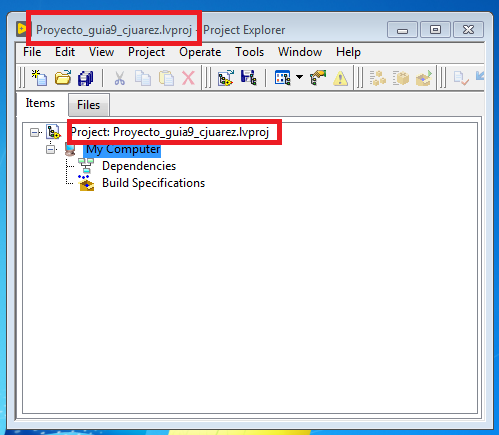 Proyecto_guia9_cjuarez.lvproj - Project Explorer
File Edit View Project Operate Tools Window Help
Items Files
Project: Proyecto_guia9_cjuarez.lvproj
My Computer
Dependencies
Build Specifications